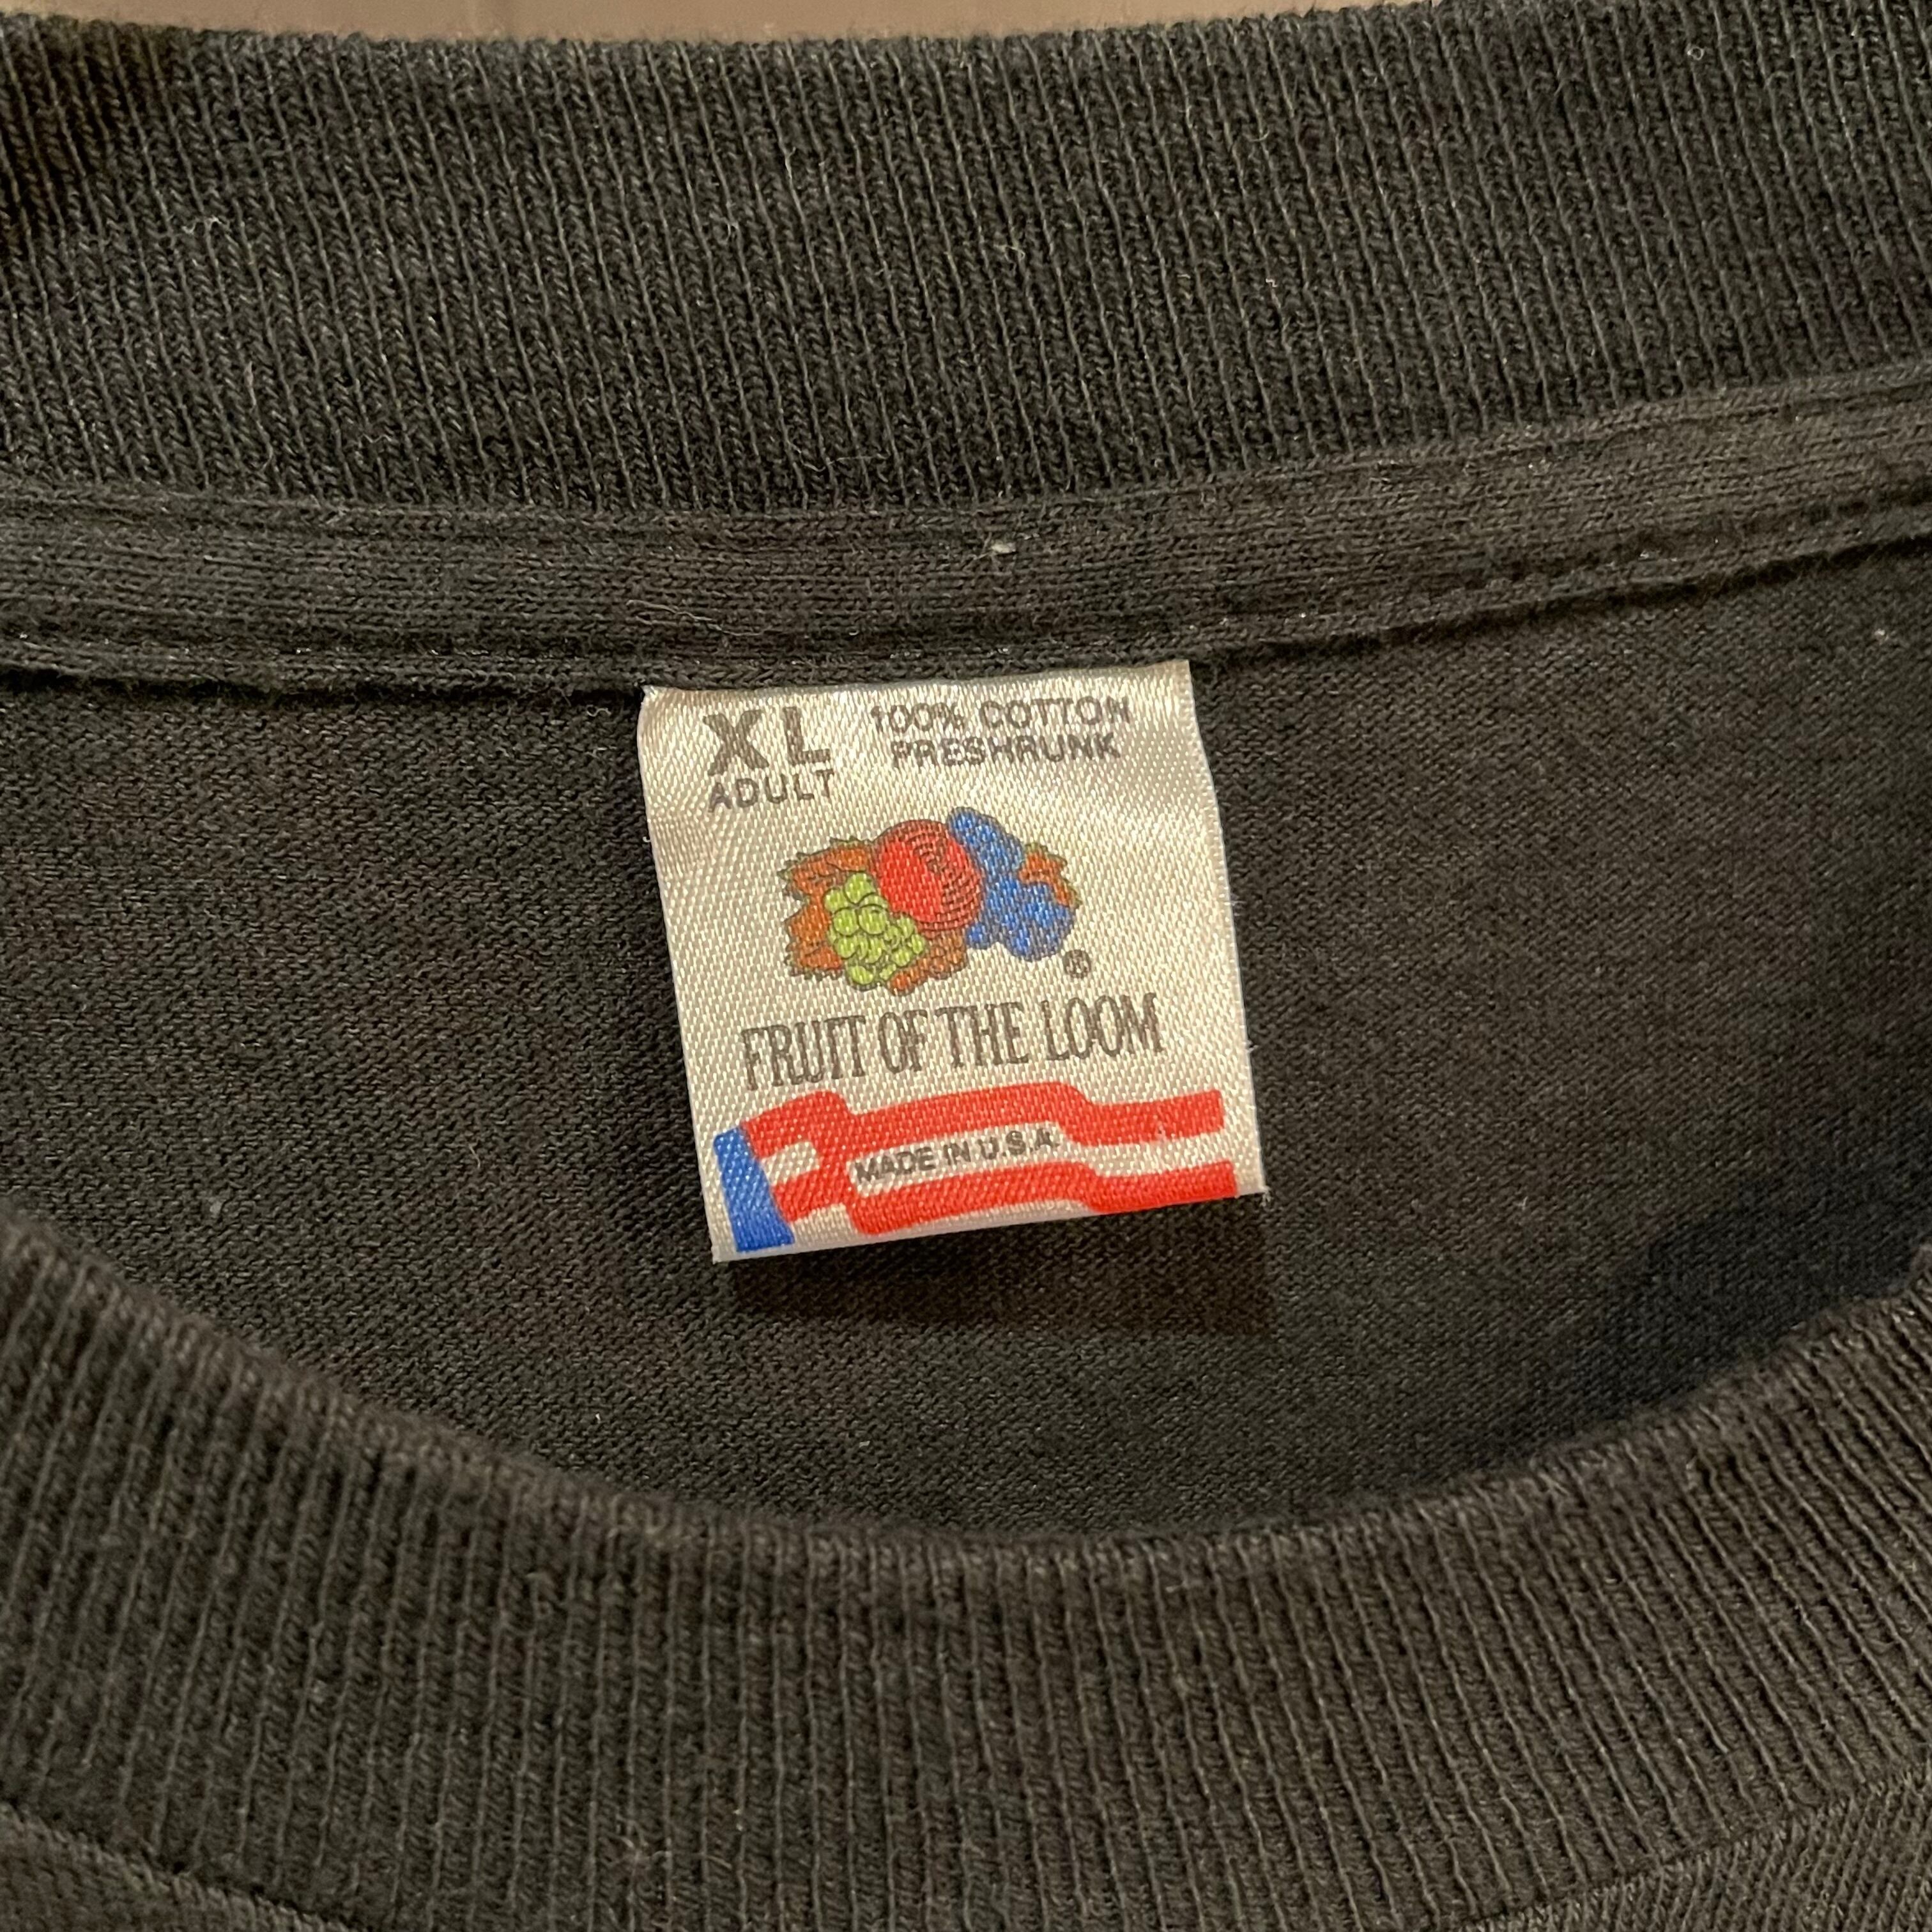 XL
ADULT
100% COTTON
PRESHRUNK
®
FRUIT OF THE LOOM
MADE IN U.S.A.